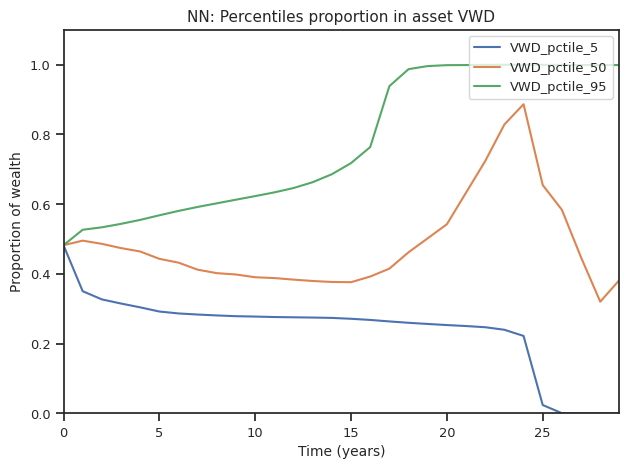 NN: Percentiles proportion in asset VWD
VWD_pctile_5
VWD_pctile_50
VWD_pctile_95
Proportion of wealth
1.0
0.8
0.6
0.4
0.2
0.0
0 5 10 15 20 25
Time (years)